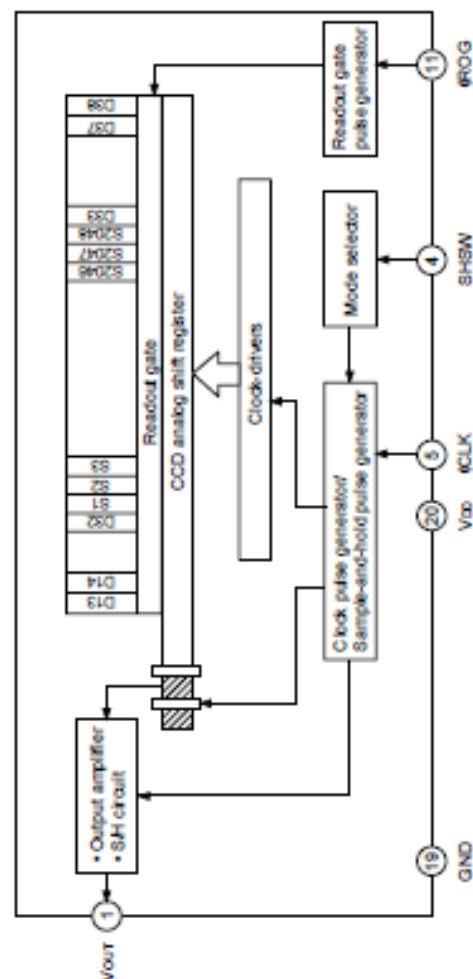 D13
D14
D32
S1
S2
S3
S2046
S2047
S2048
D33
D37
D38
Readout gate
CCD analog shift register
• Output amplifier
• S/H circuit
Clock-drivers
Clock pulse generator/
Sample-and-hold pulse generator
Mode selector
Readout gate
pulse generator
1
VOUT
19
GND
20
VDD
5
φCLK
4
SHSW
11
φROG